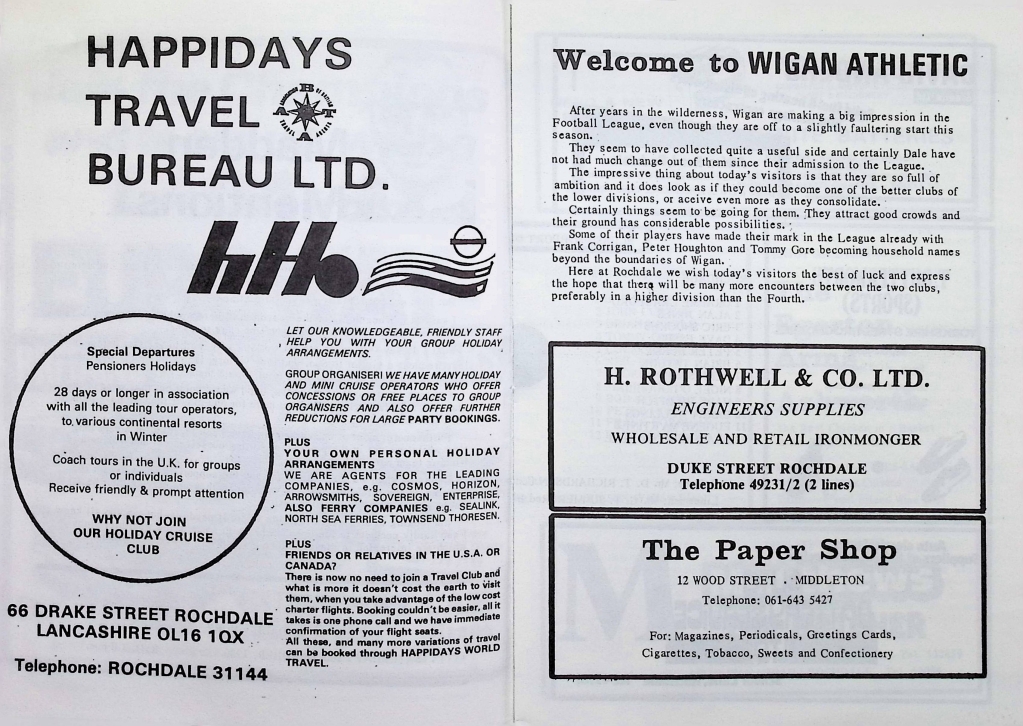 HAPPIDAYS
TRAVEL
BUREAU LTD.
hHb
Special Departures
Pensioners Holidays
28 days or longer in association
with all the leading tour operators,
to various continental resorts
in Winter
Coach tours in the U.K. for groups
or individuals
Receive friendly & prompt attention
WHY NOT JOIN
OUR HOLIDAY CRUISE
CLUB
66 DRAKE STREET ROCHDALE
LANCASHIRE OL16 1QX
Telephone: ROCHDALE 31144
LET OUR KNOWLEDGEABLE, FRIENDLY STAFF
HELP YOU WITH YOUR GROUP HOLIDAY
ARRANGEMENTS.
GROUP ORGANISER! WE HAVE MANY HOLIDAY
AND MINI CRUISE OPERATORS WHO OFFER
CONCESSIONS OR FREE PLACES TO GROUP
ORGANISERS AND ALSO OFFER FURTHER
REDUCTIONS FOR LARGE PARTY BOOKINGS.
PLUS
YOUR OWN PERSONAL HOLIDAY
ARRANGEMENTS
WE ARE AGENTS FOR THE LEADING
COMPANIES, e.g. COSMOS, HORIZON,
ARROWSMITHS, SOVEREIGN, ENTERPRISE,
ALSO FERRY COMPANIES e.g. SEALINK,
NORTH SEA FERRIES, TOWNSEND THORESEN.
PLUS
FRIENDS OR RELATIVES IN THE U.S.A. OR
CANADA?
There is now no need to join a Travel Club and
what is more it doesn't cost the earth to visit
them, when you take advantage of the low cost
charter flights. Booking couldn't be easier, all it
takes is one phone call and we have immediate
confirmation of your flight seats.
All these, and many more variations of travel
can be booked through HAPPIDAYS WORLD
TRAVEL.
Welcome to WIGAN ATHLETIC
After years in the wilderness, Wigan are making a big impression in the
Football League, even though they are off to a slightly faultering start this
season.
They seem to have collected quite a useful side and certainly Dale have
not had much change out of them since their admission to the League.
The impressive thing about today's visitors is that they are so full of
ambition and it does look as if they could become one of the better clubs of
the lower divisions, or aceive even more as they consolidate.
Certainly things seem to be going for them. They attract good crowds and
their ground has considerable possibilities.
Some of their players have made their mark in the League already with
Frank Corrigan, Peter Houghton and Tommy Gore becoming household names
beyond the boundaries of Wigan.
Here at Rochdale we wish today's visitors the best of luck and express
the hope that there will be many more encounters between the two clubs,
preferably in a higher division than the Fourth.
H. ROTHWELL & CO. LTD.
ENGINEERS SUPPLIES
WHOLESALE AND RETAIL IRONMONGER
DUKE STREET ROCHDALE
Telephone 49231/2 (2 lines)
The Paper Shop
12 WOOD STREET . MIDDLETON
Telephone: 061-643 5427
For: Magazines, Periodicals, Greetings Cards,
Cigarettes, Tobacco, Sweets and Confectionery